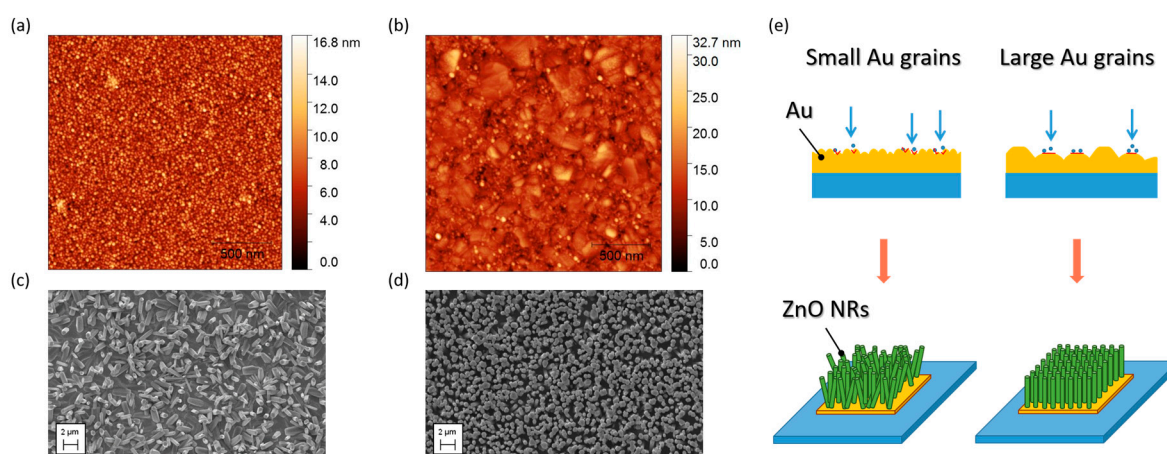 (a)
16.8 nm
14.0
12.0
10.0
8.0
6.0
4.0
2.0
0.0
500 nm
(b)
32.7 nm
30.0
25.0
20.0
15.0
10.0
5.0
0.0
500 nm
(c)
2 µm
(d)
2 µm
(e)
Small Au grains
Large Au grains
Au
ZnO NRs